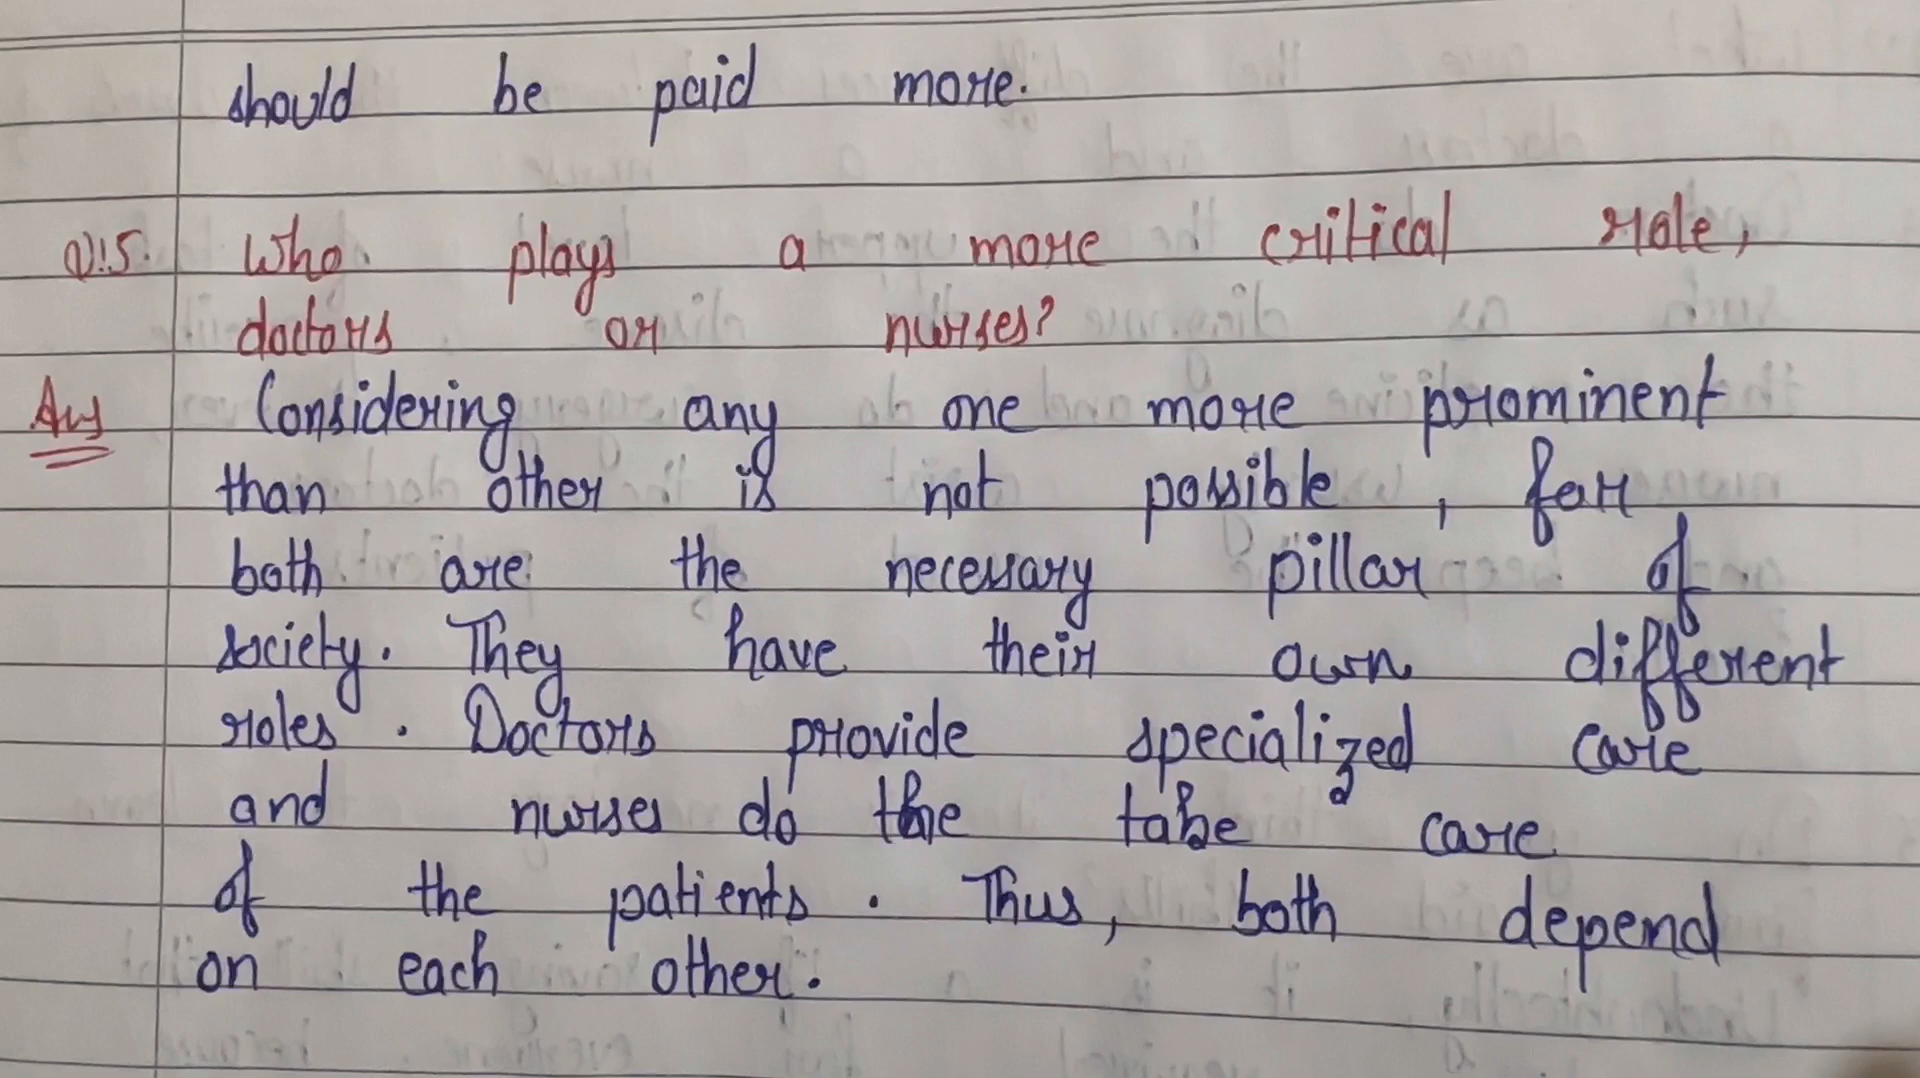 should be paid more.
Q.15. Who plays a more critical role,
doctors or nurses?
Ans Considering any one more prominent
than other is not possible, for
both are the necessary pillar of
society. They have their own different
roles. Doctors provide specialized care
and nurses do the take care
of the patients. Thus, both depend
on each other.